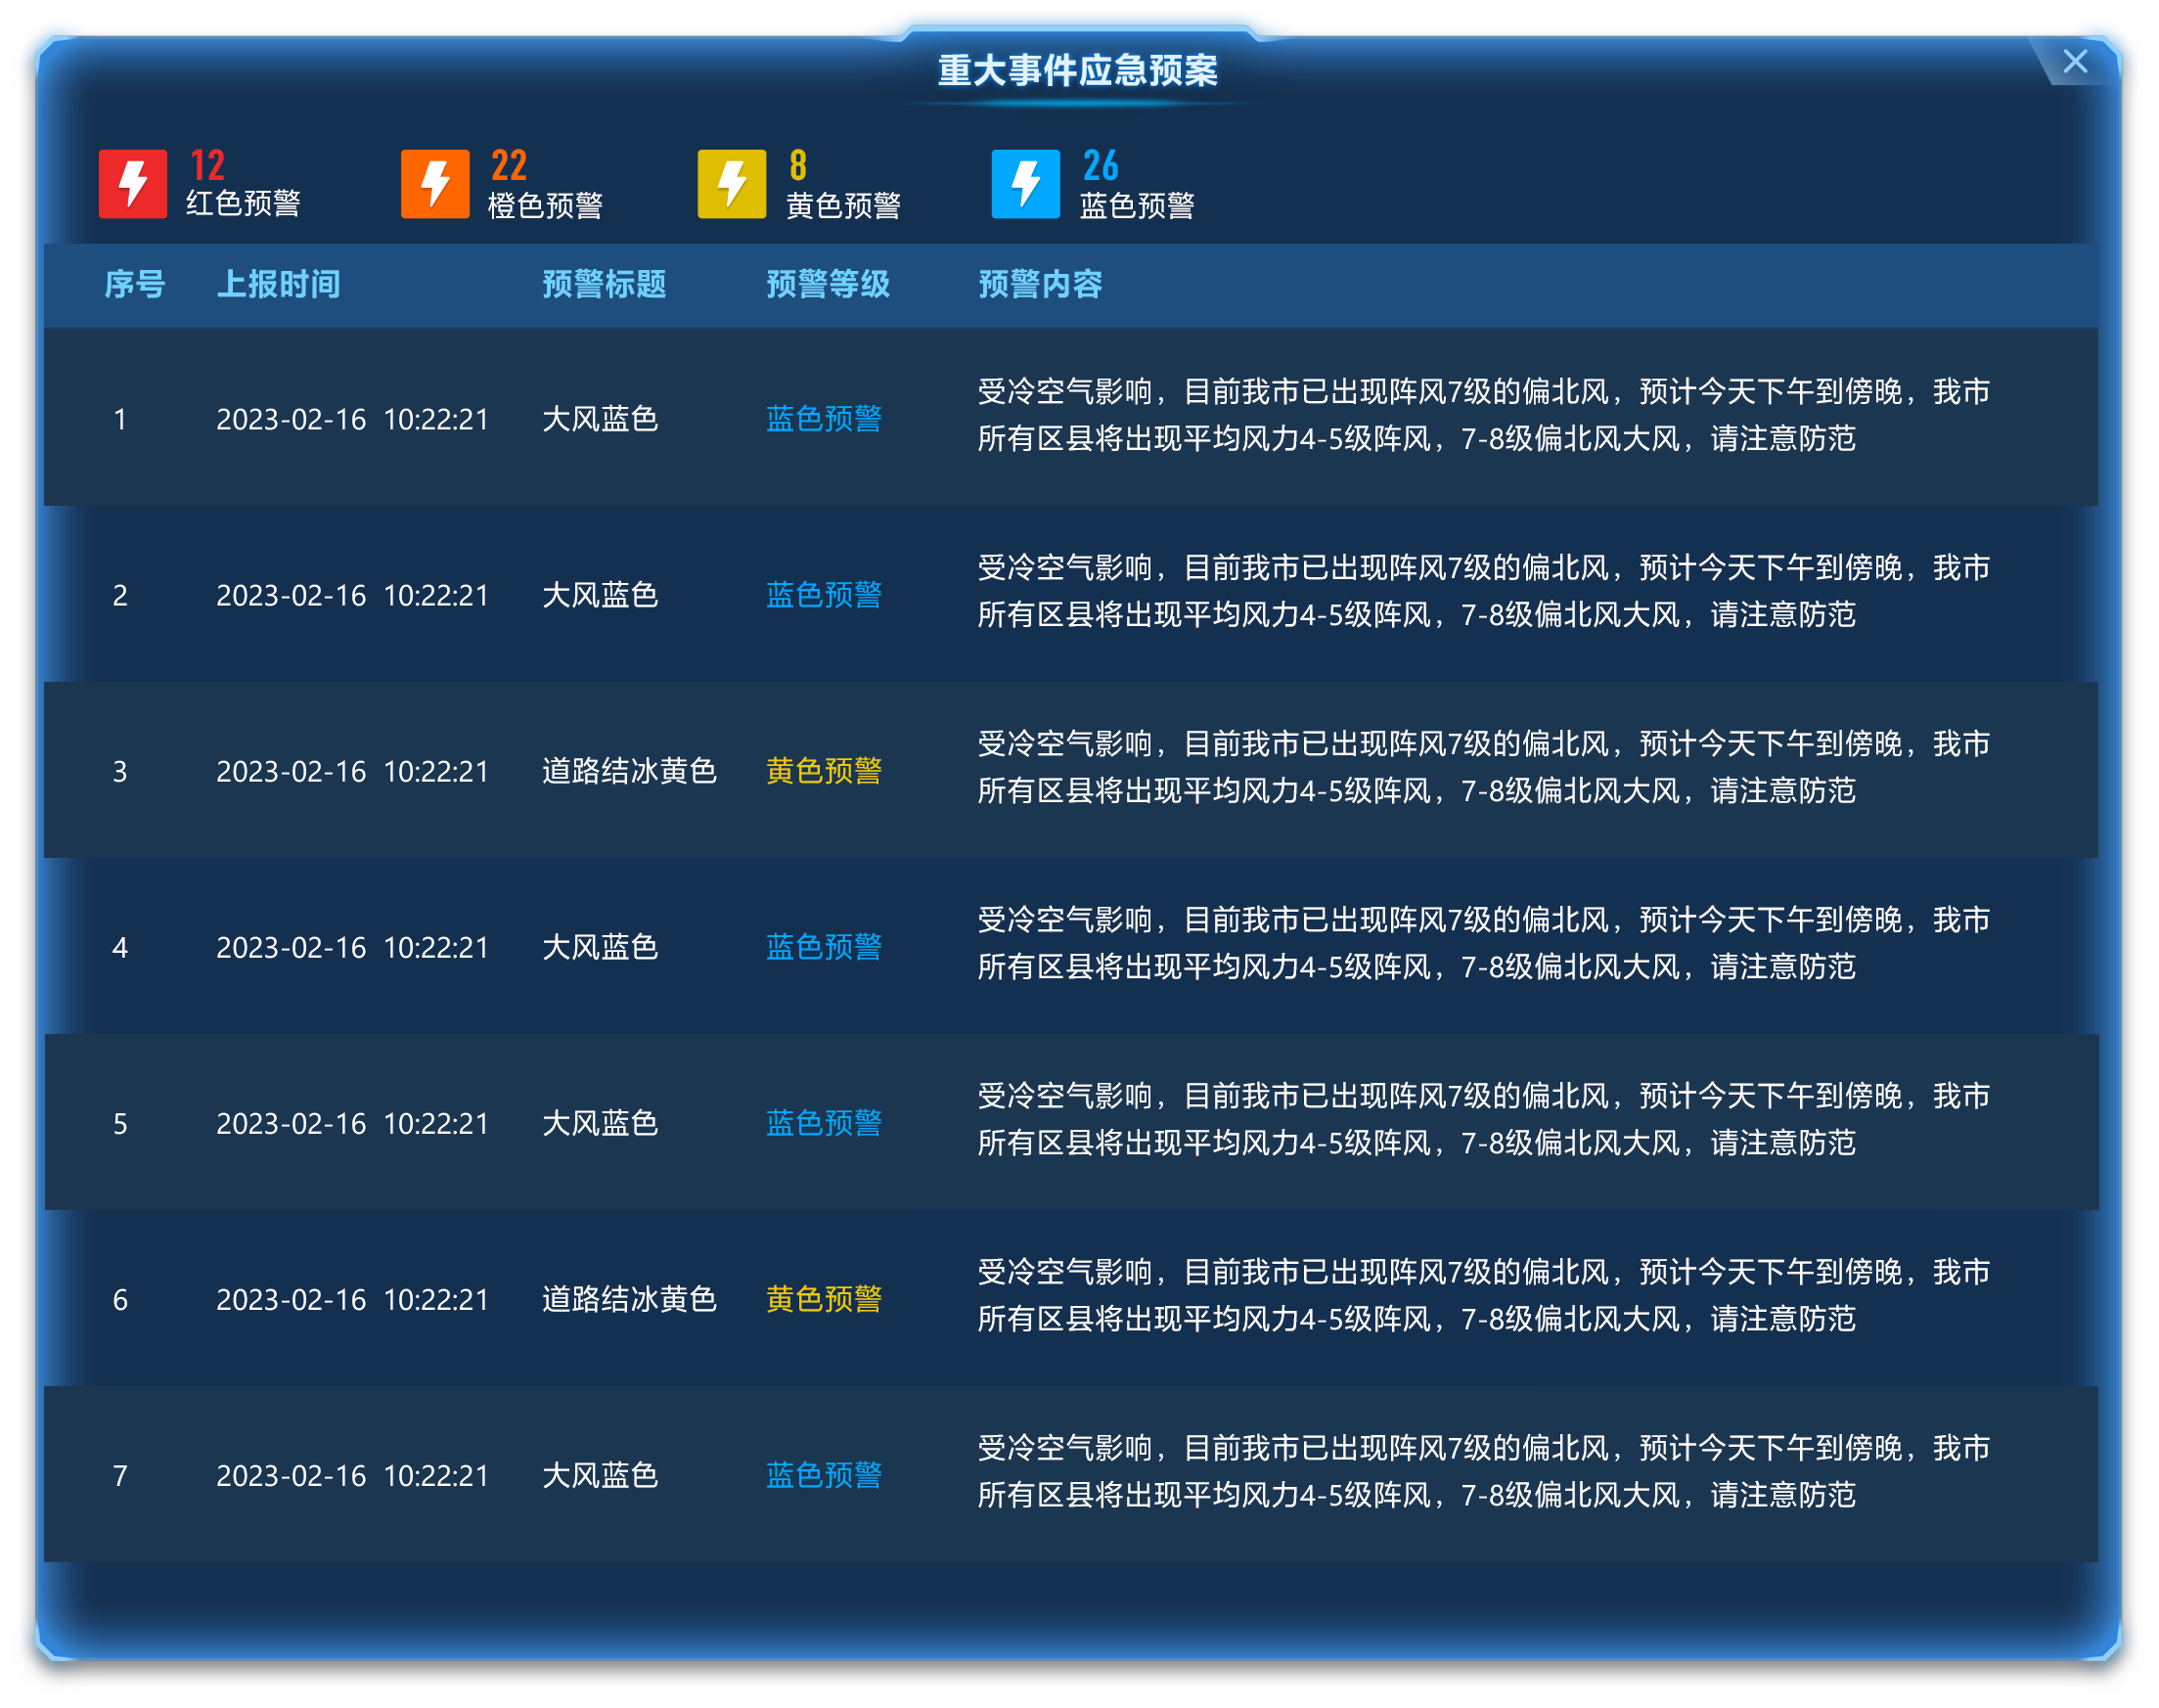 重大事件应急预案
12 22 8 26
红色预警 橙色预警 黄色预警 蓝色预警
序号 上报时间 预警标题 预警等级 预警内容
受冷空气影响，目前我市已出现阵风7级的偏北风，预计今天下午到傍晚，我市
1 2023-02-16 10:22:21 大风蓝色 蓝色预警
所有区县将出现平均风力4-5级阵风，7-8级偏北风大风，请注意防范
受冷空气影响，目前我市已出现阵风7级的偏北风，预计今天下午到傍晚，我市
2 2023-02-16 10:22:21 大风蓝色 蓝色预警
所有区县将出现平均风力4-5级阵风，7-8级偏北风大风，请注意防范
受冷空气影响，目前我市已出现阵风7级的偏北风，预计今天下午到傍晚，我市
3 2023-02-16 10:22:21 道路结冰黄色 黄色预警
所有区县将出现平均风力4-5级阵风，7-8级偏北风大风，请注意防范
受冷空气影响，目前我市已出现阵风7级的偏北风，预计今天下午到傍晚，我市
4 2023-02-16 10:22:21 大风蓝色 蓝色预警
所有区县将出现平均风力4-5级阵风，7-8级偏北风大风，请注意防范
受冷空气影响，目前我市已出现阵风7级的偏北风，预计今天下午到傍晚，我市
5 2023-02-16 10:22:21 大风蓝色 蓝色预警
所有区县将出现平均风力4-5级阵风，7-8级偏北风大风，请注意防范
受冷空气影响，目前我市已出现阵风7级的偏北风，预计今天下午到傍晚，我市
6 2023-02-16 10:22:21 道路结冰黄色 黄色预警
所有区县将出现平均风力4-5级阵风，7-8级偏北风大风，请注意防范
受冷空气影响，目前我市已出现阵风7级的偏北风，预计今天下午到傍晚，我市
7 2023-02-16 10:22:21 大风蓝色 蓝色预警
所有区县将出现平均风力4-5级阵风，7-8级偏北风大风，请注意防范